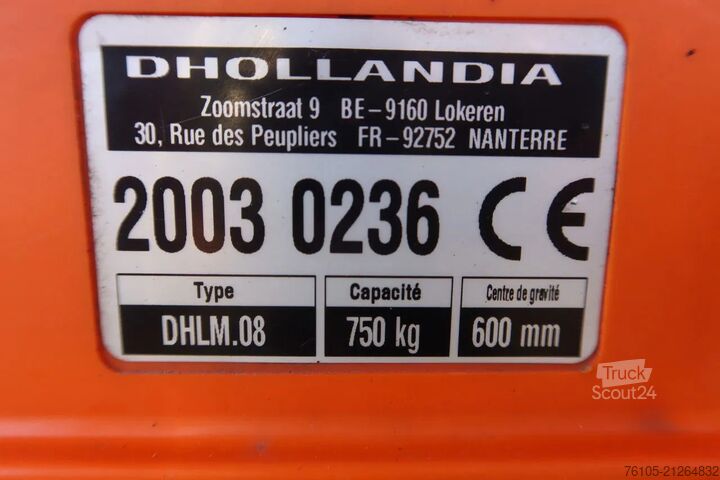 DHOLLANDIA
Zoomstraat 9 BE-9160 Lokeren
30, Rue des Peupliers FR-92752 NANTERRE
2003 0236 CE
Type Capacité Centre de gravité
DHLM.08 750 kg 600 mm
Truck
Scout24
76105-21264832